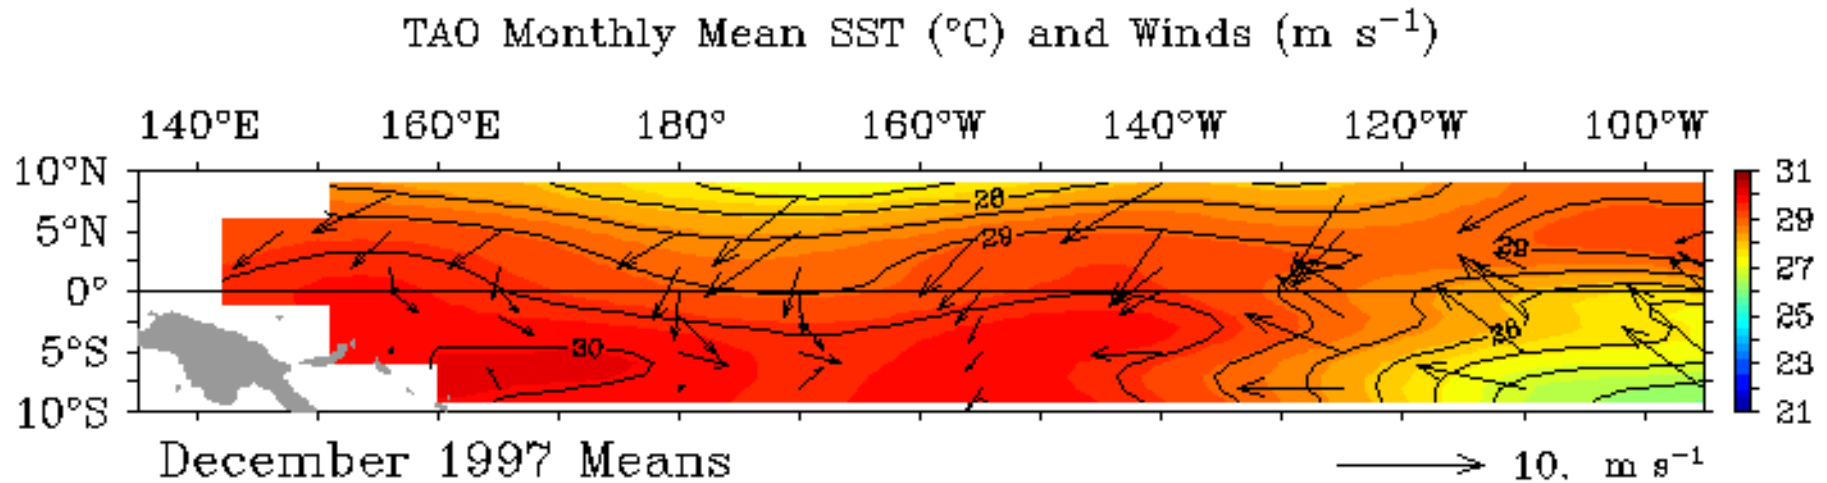 TAO Monthly Mean SST (°C) and Winds (m s⁻¹)
140°E 160°E 180° 160°W 140°W 120°W 100°W
10°N
5°N
0°
5°S
10°S
28
29
29
28
30
31
29
27
25
23
21
December 1997 Means
10. m s⁻¹